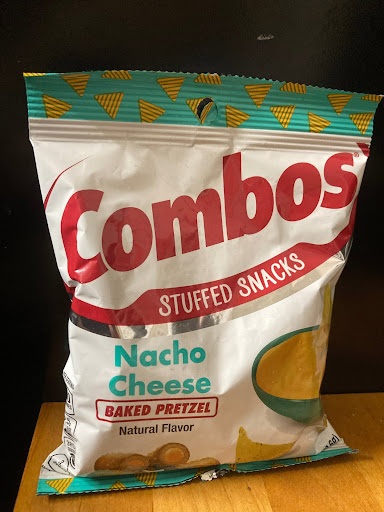 Combos®
STUFFED SNACKS
Nacho
Cheese
BAKED PRETZEL
Natural Flavor